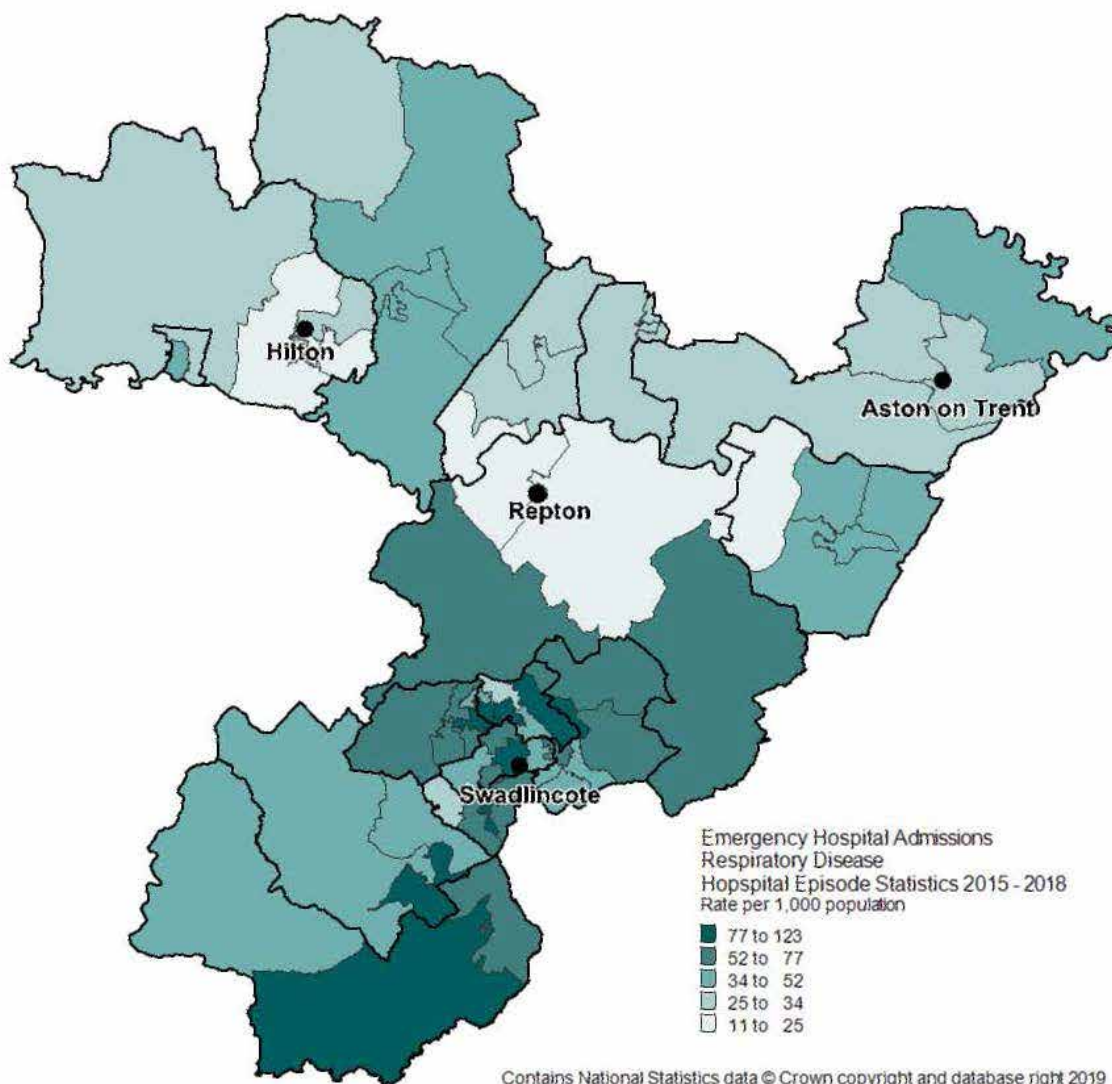 Hilton
Aston on Trent
Repton
Swadlincote
Emergency Hospital Admissions
Respiratory Disease
Hopspital Episode Statistics 2015 - 2018
Rate per 1,000 population
77 to 123
52 to 77
34 to 52
25 to 34
11 to 25
Contains National Statistics data © Crown copyright and database right 2019